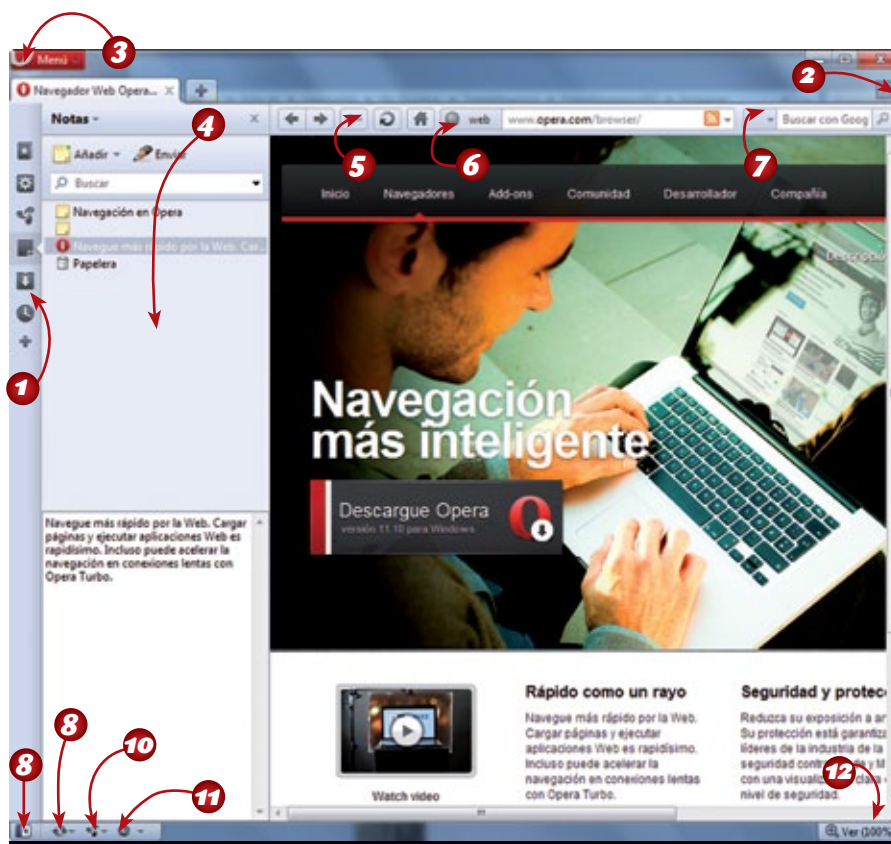 3
Menú
2
Navegador Web Opera...
Notas
4
5
6
7
web
www.opera.com/browser/
Buscar con Goog
Añadir
Enviar
Buscar
Navegación en Opera
Navegue más rápido por la Web. Car...
Papelera
1
Inicio
Navegadores
Add-ons
Comunidad
Desarrollador
Compañía
Navegación
más inteligente
Descargue Opera
versión 11.10 para Windows
Navegue más rápido por la Web. Cargar
páginas y ejecutar aplicaciones Web es
rapidísimo. Incluso puede acelerar la
navegación en conexiones lentas con
Opera Turbo.
Watch video
Rápido como un rayo
Navegue más rápido por la Web.
Cargar páginas y ejecutar
aplicaciones Web es rapidísimo.
Incluso puede acelerar la
navegación en conexiones lentas
con Opera Turbo.
Seguridad y protec
Reduzca su exposición a
Su protección está garantiz
líderes de la industria de la
seguridad
con una
nivel de seguridad.
8
8
10
11
12
Ver (100%